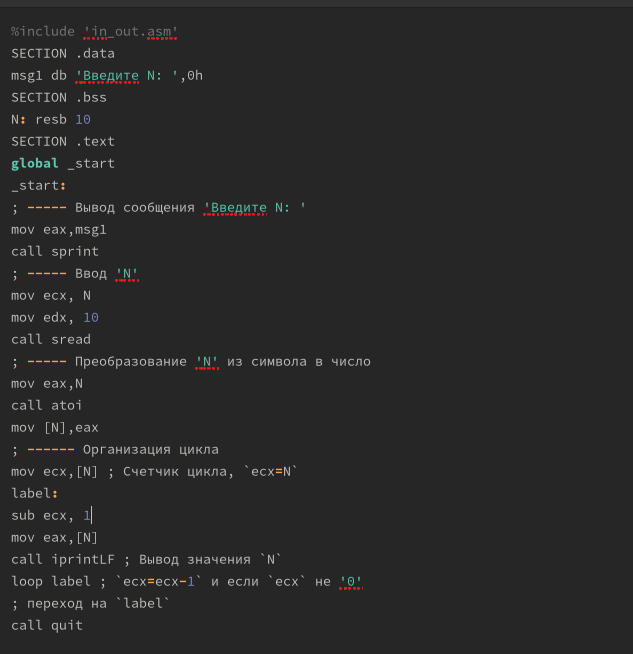 %include 'in_out.asm'
SECTION .data
msg1 db 'Введите N: ',0h
SECTION .bss
N: resb 10
SECTION .text
global _start
_start:
; ----- Вывод сообщения 'Введите N: '
mov eax,msg1
call sprint
; ----- Ввод 'N'
mov ecx, N
mov edx, 10
call sread
; ----- Преобразование 'N' из символа в число
mov eax,N
call atoi
mov [N],eax
; ------ Организация цикла
mov ecx,[N] ; Счетчик цикла, `ecx=N`
label:
sub ecx, 1
mov eax,[N]
call iprintLF ; Вывод значения `N`
loop label ; `ecx=ecx-1` и если `ecx` не '0'
; переход на `label`
call quit